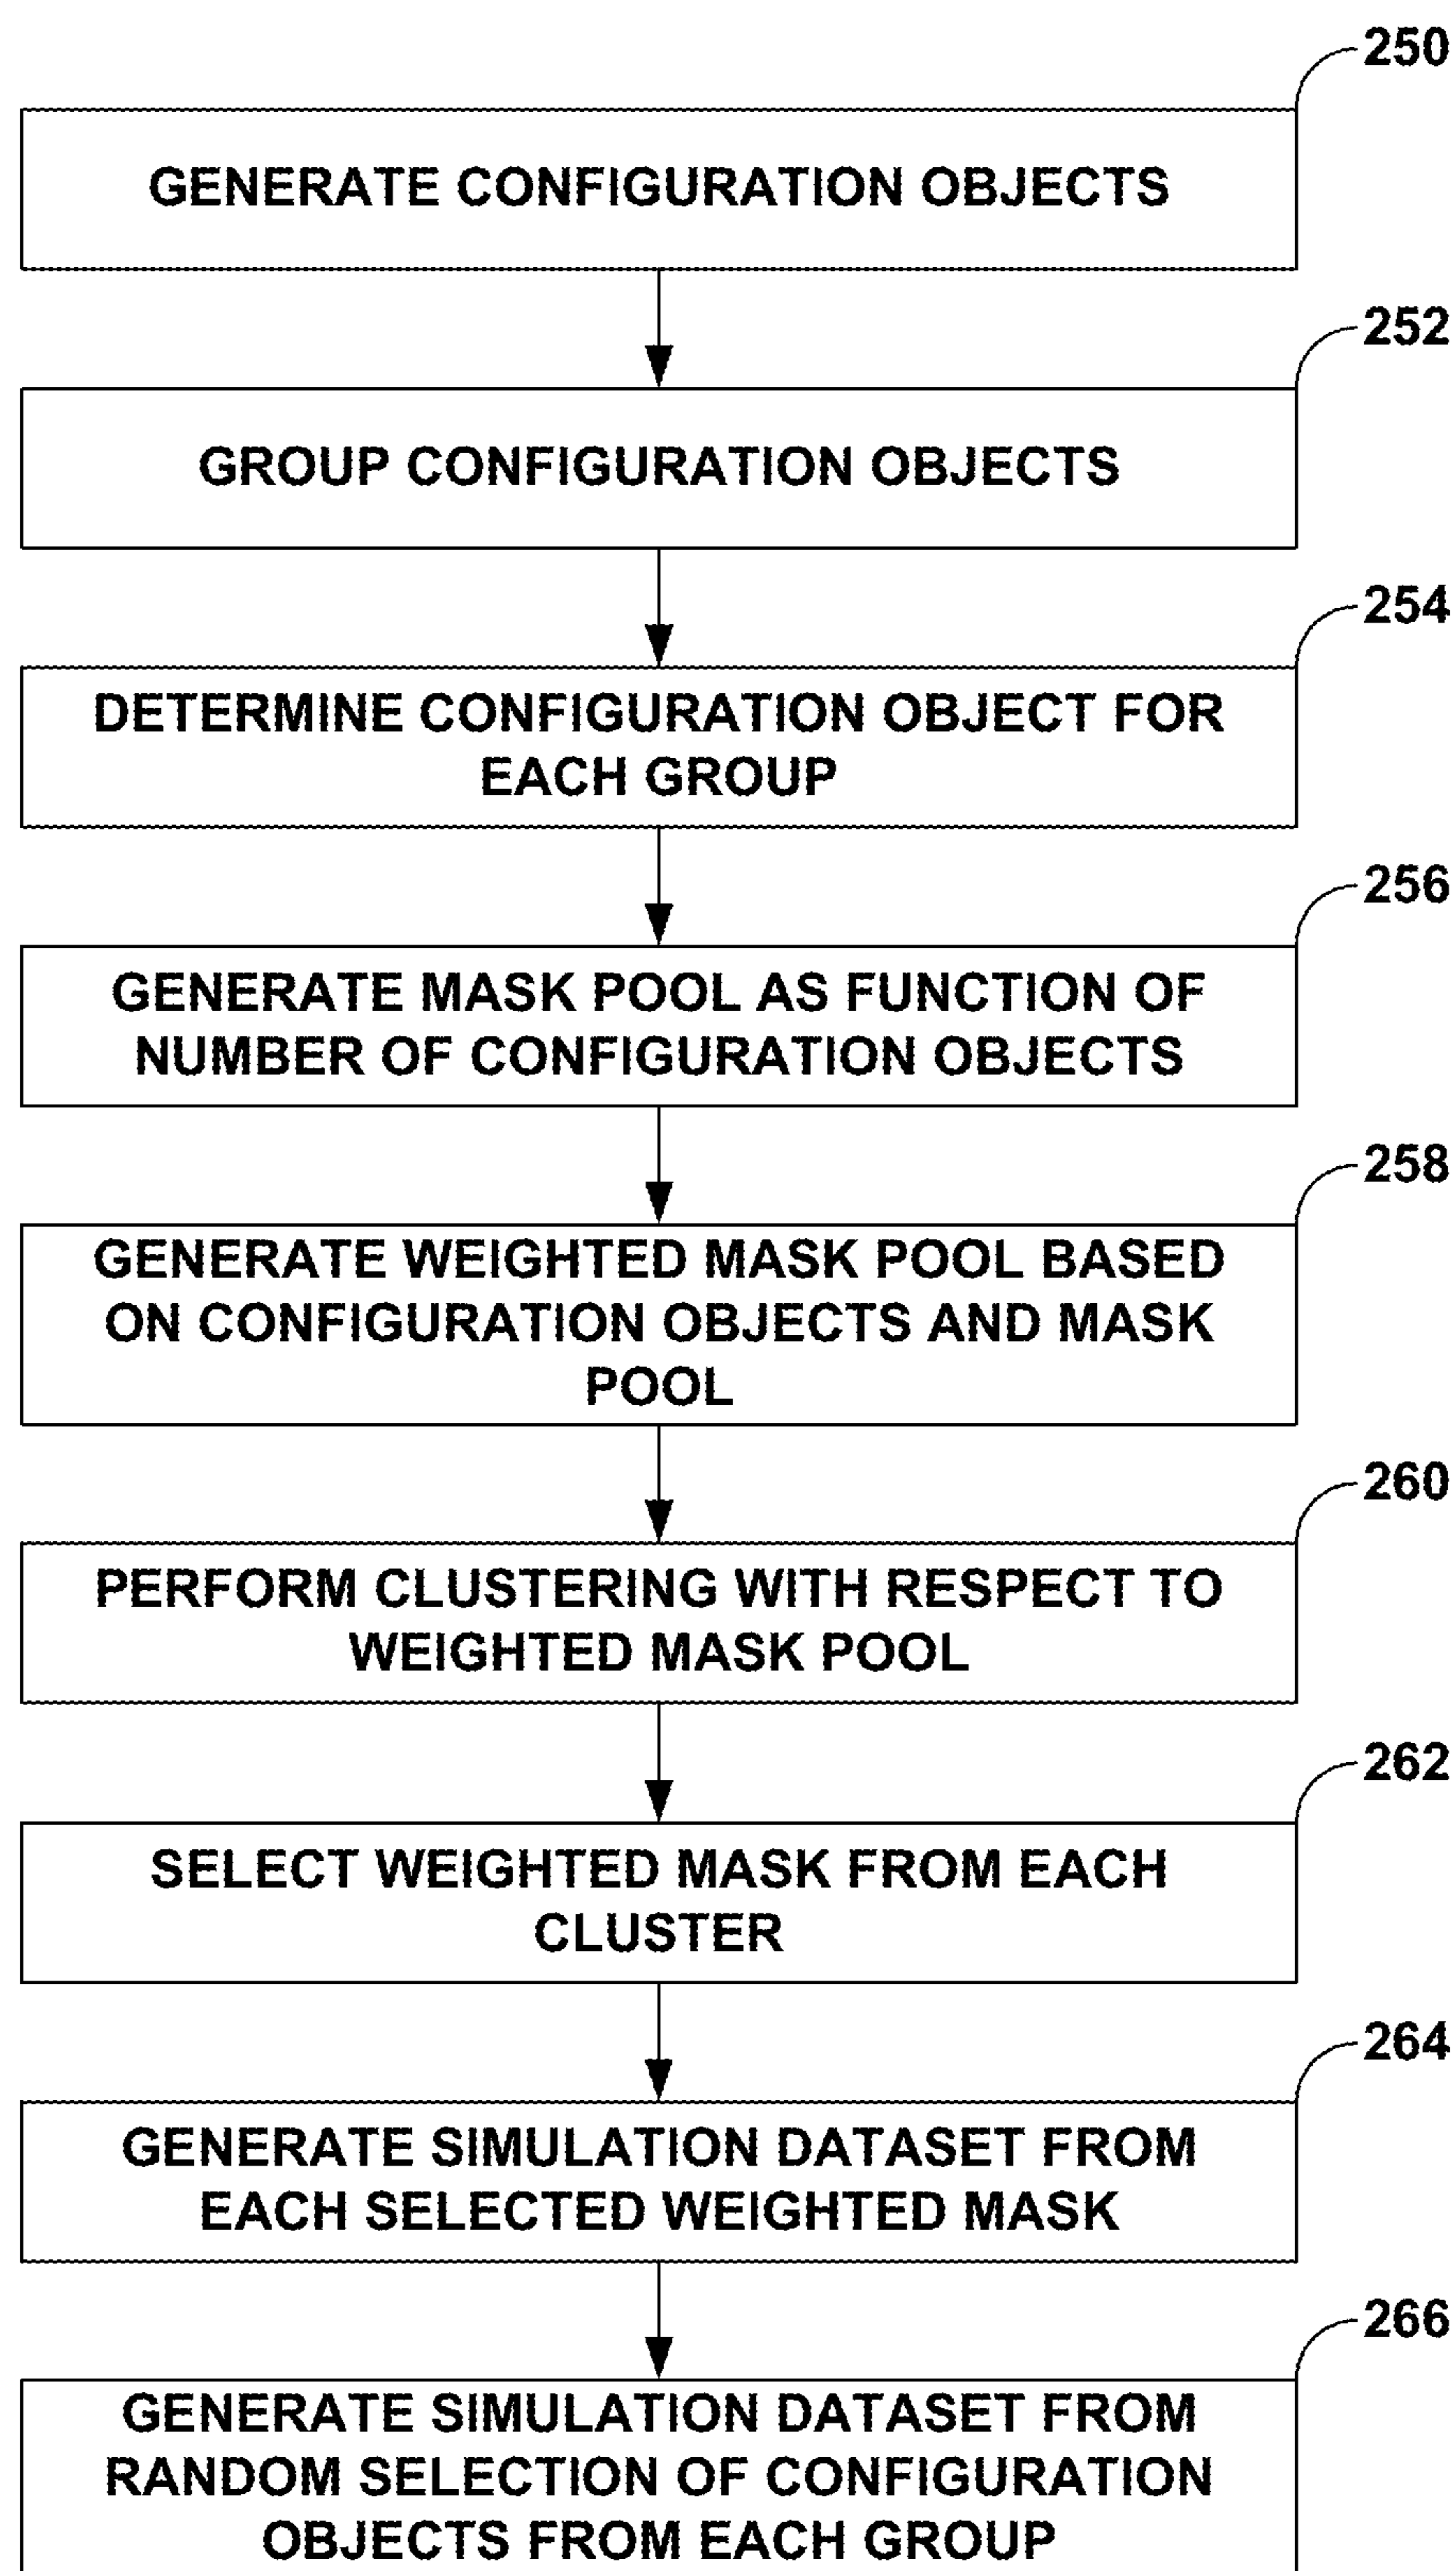 250
GENERATE CONFIGURATION OBJECTS
252
GROUP CONFIGURATION OBJECTS
254
DETERMINE CONFIGURATION OBJECT FOR
EACH GROUP
256
GENERATE MASK POOL AS FUNCTION OF
NUMBER OF CONFIGURATION OBJECTS
258
GENERATE WEIGHTED MASK POOL BASED
ON CONFIGURATION OBJECTS AND MASK
POOL
260
PERFORM CLUSTERING WITH RESPECT TO
WEIGHTED MASK POOL
262
SELECT WEIGHTED MASK FROM EACH
CLUSTER
264
GENERATE SIMULATION DATASET FROM
EACH SELECTED WEIGHTED MASK
266
GENERATE SIMULATION DATASET FROM
RANDOM SELECTION OF CONFIGURATION
OBJECTS FROM EACH GROUP